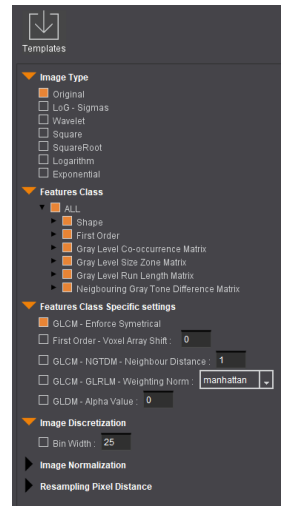 Templates
Image Type
Original
LoG - Sigmas
Wavelet
Square
SquareRoot
Logarithm
Exponential
Features Class
ALL
Shape
First Order
Gray Level Co-occurrence Matrix
Gray Level Size Zone Matrix
Gray Level Run Length Matrix
Neigbouring Gray Tone Difference Matrix
Features Class Specific settings
GLCM - Enforce Symetrical
First Order - Voxel Array Shift : 0
GLCM - NGTDM - Neighbour Distance : 1
GLCM - GLRLM - Weighting Norm : manhattan
GLDM - Alpha Value : 0
Image Discretization
Bin Width : 25
Image Normalization
Resampling Pixel Distance